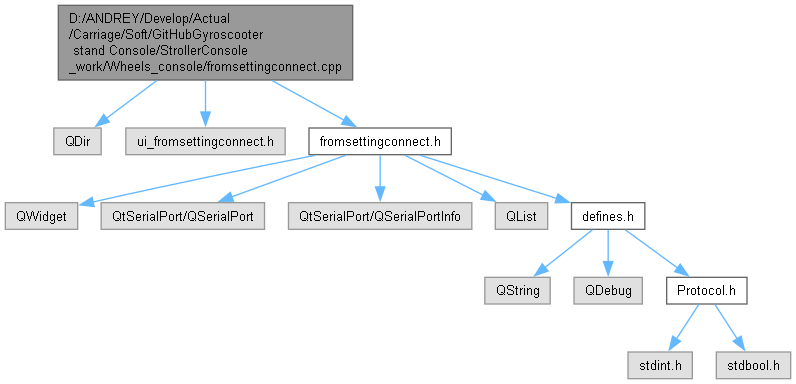 D:/ANDREY/Develop/Actual
/Carriage/Soft/GitHubGyroscooter
stand Console/StrollerConsole
_work/Wheels_console/fromsettingconnect.cpp
QDir
ui_fromsettingconnect.h
fromsettingconnect.h
QWidget
QtSerialPort/QSerialPort
QtSerialPort/QSerialPortInfo
QList
defines.h
QString
QDebug
Protocol.h
stdint.h
stdbool.h